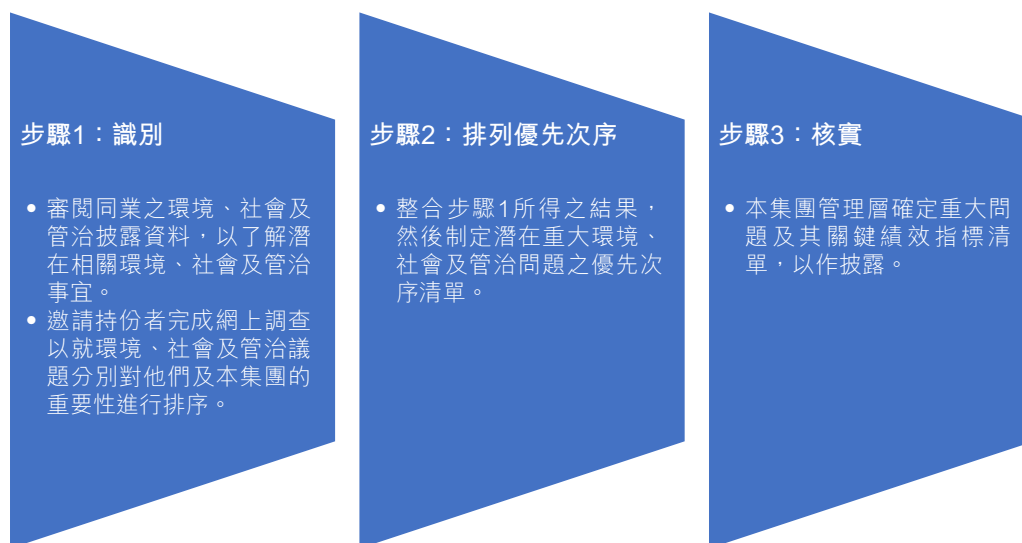 步驟1：識別
• 審閱同業之環境、社會及
管治披露資料，以了解潛
在相關環境、社會及管治
事宜。
• 邀請持份者完成網上調查
以就環境、社會及管治議
題分別對他們及本集團的
重要性進行排序。
步驟2：排列優先次序
• 整合步驟1所得之結果，
然後制定潛在重大環境、
社會及管治問題之優先次
序清單。
步驟3：核實
• 本集團管理層確定重大問
題及其關鍵績效指標清
單，以作披露。